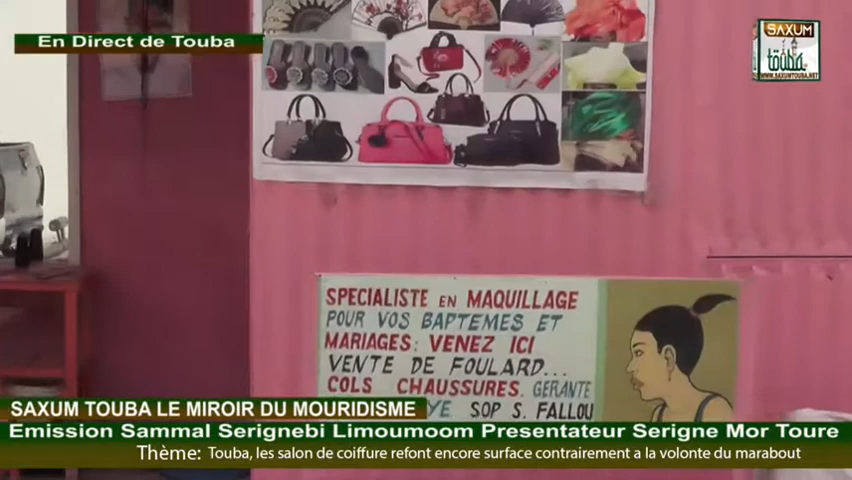 En Direct de Touba
SAXUM
touba
WWW.SAXUMTOUBA.NET
SPECIALISTE EN MAQUILLAGE
POUR VOS BAPTEMES ET
MARIAGES: VENEZ ICI
VENTE DE FOULARD...
COLS CHAUSSURES. GERANTE
YE. SOP S. FALLOU
SAXUM TOUBA LE MIROIR DU MOURIDISME
Emission Sammal Serignebi Limoumoom Presentateur Serigne Mor Toure
Thème: Touba, les salon de coiffure refont encore surface contrairement a la volonte du marabout